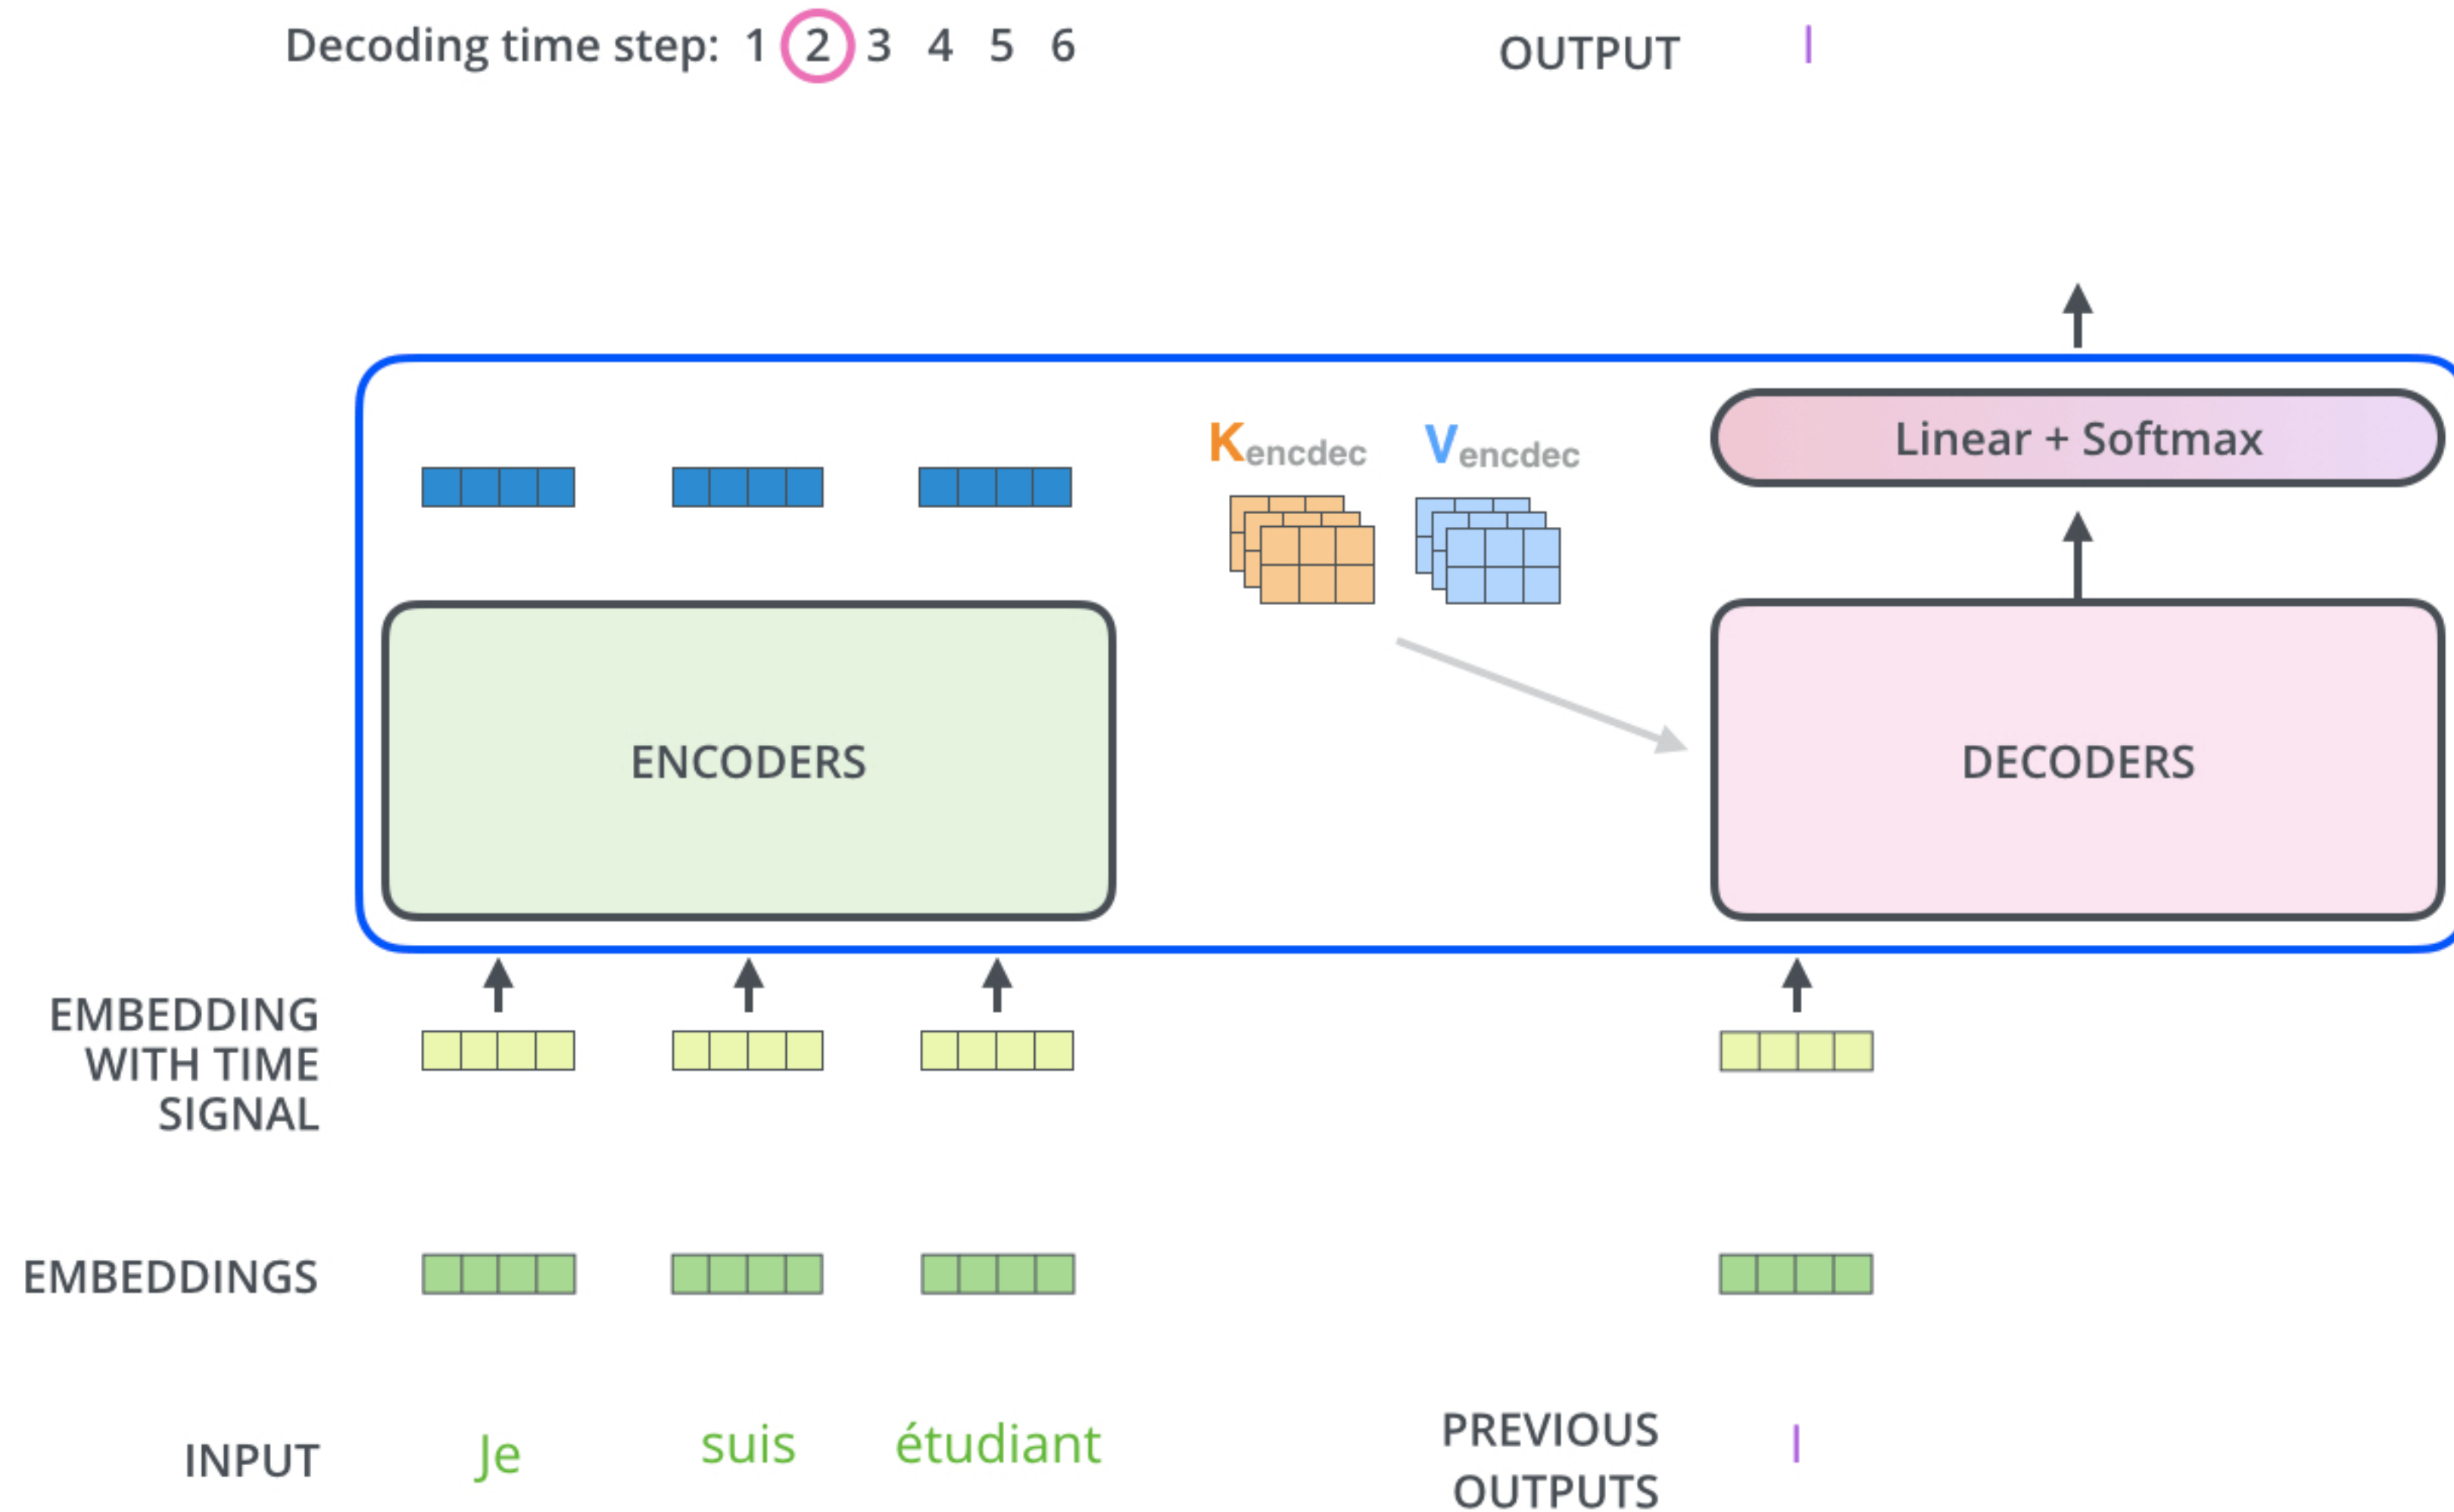 Decoding time step: 1 2 3 4 5 6
OUTPUT I
Kencdec Vencdec
Linear + Softmax
ENCODERS
DECODERS
EMBEDDING
WITH TIME
SIGNAL
EMBEDDINGS
INPUT Je suis étudiant
PREVIOUS
OUTPUTS
I